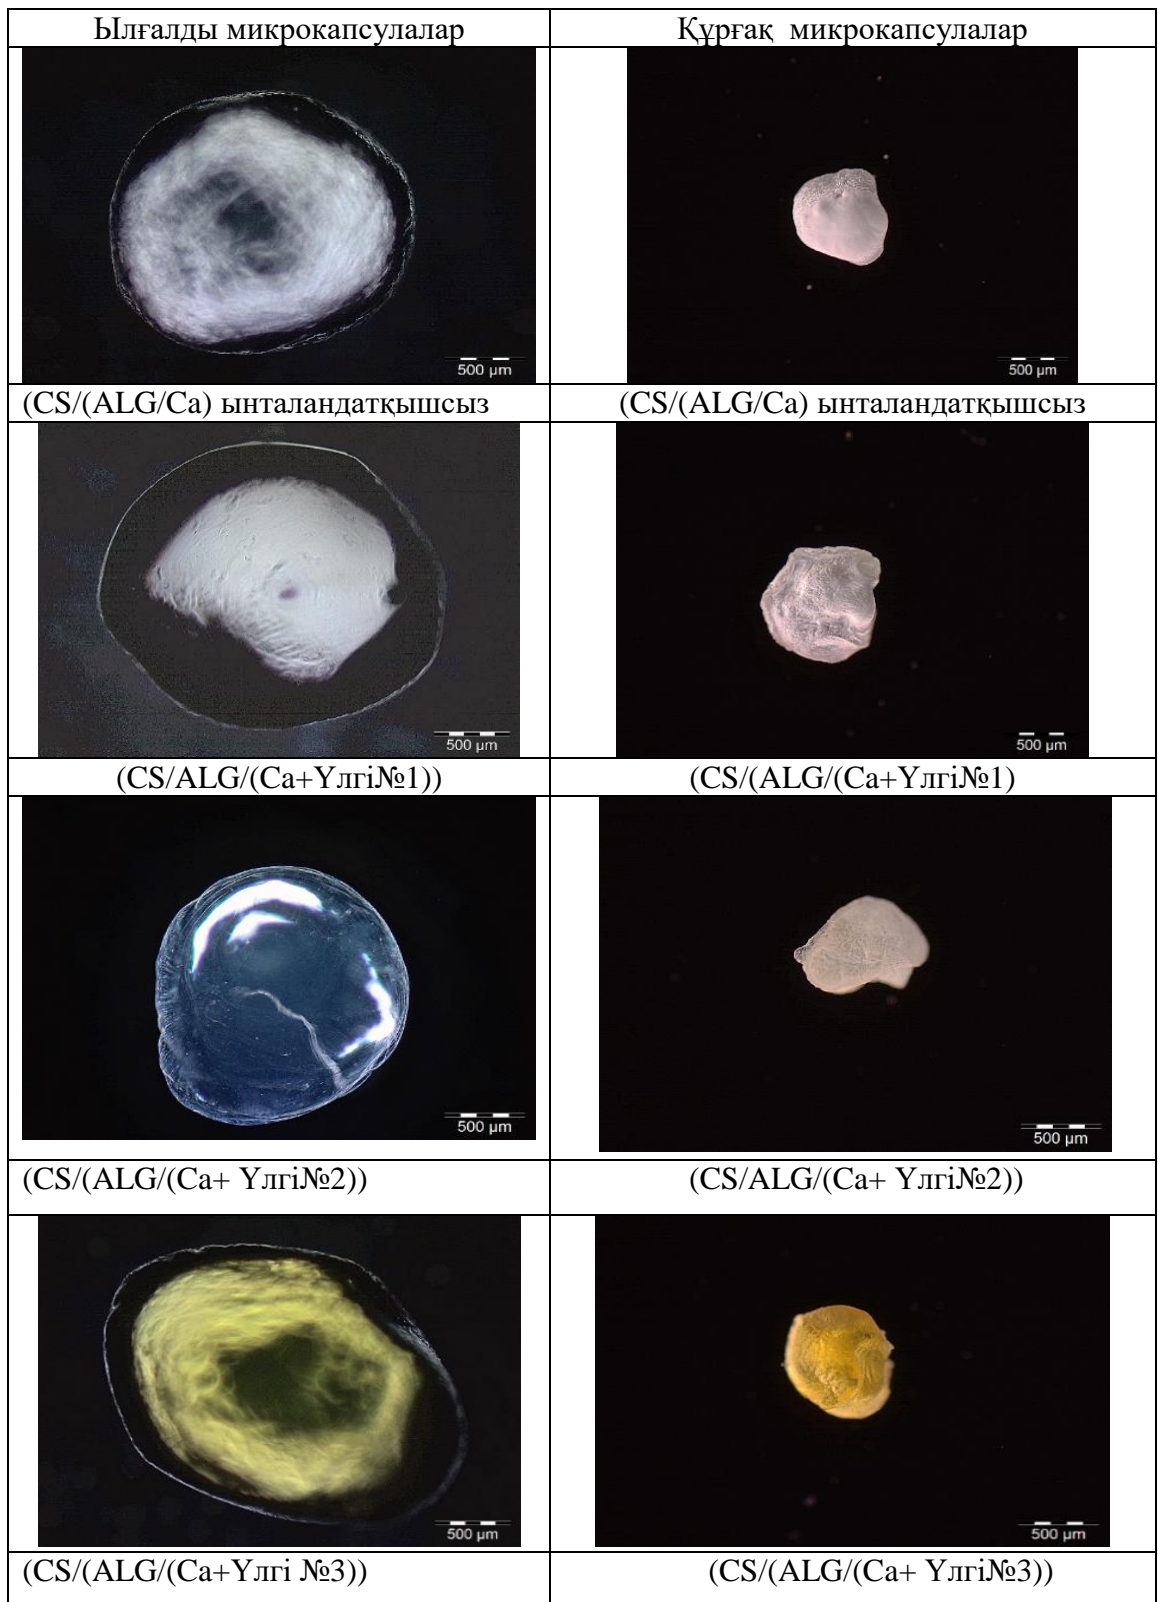 Ылғалды микрокапсулалар
Құрғақ микрокапсулалар
500 µm
500 µm
(CS/(ALG/Ca) ынталандатқышсыз
(CS/(ALG/Ca) ынталандатқышсыз
500 µm
500 µm
(CS/ALG/(Ca+Үлгі№1))
(CS/(ALG/(Ca+Үлгі№1)
500 µm
500 µm
(CS/(ALG/(Ca+ Үлгі№2))
(CS/ALG/(Ca+ Үлгі№2))
500 µm
500 µm
(CS/(ALG/(Ca+Үлгі №3))
(CS/(ALG/(Ca+ Үлгі№3))